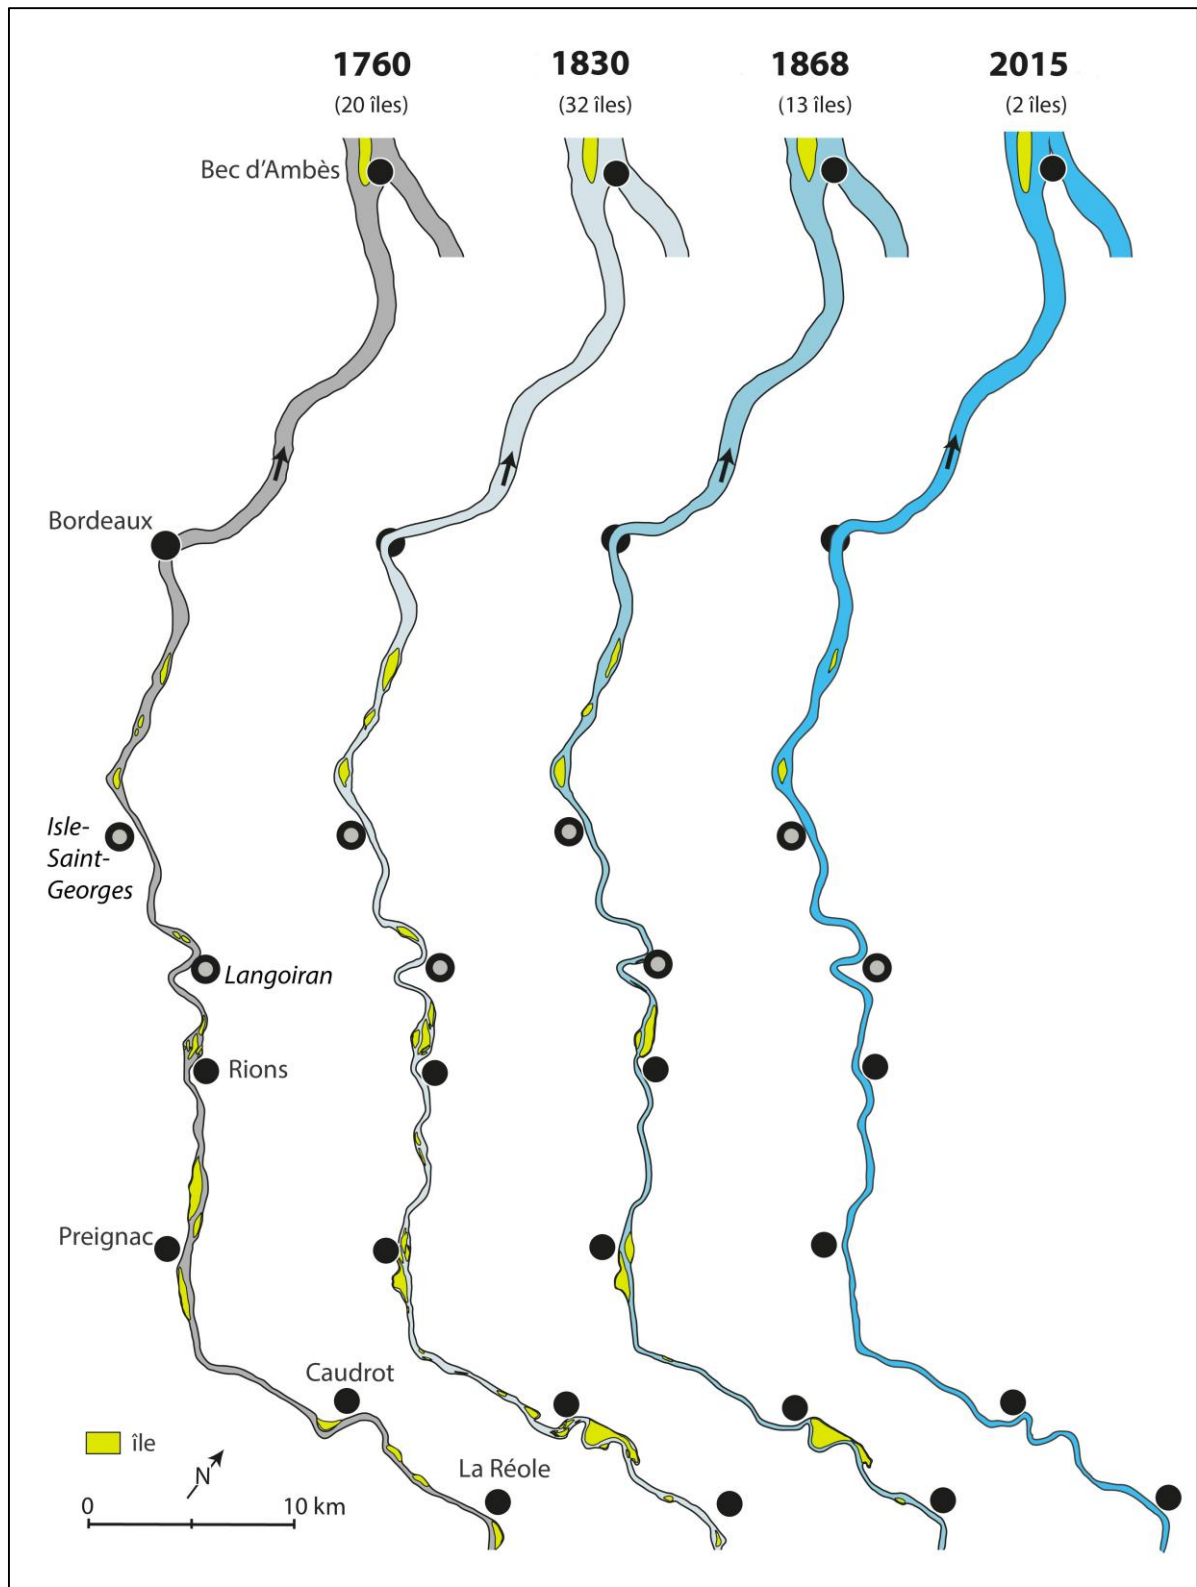 1760 1830 1868 2015
(20 îles) (32 îles) (13 îles) (2 îles)
Bec d'Ambès
Bordeaux
Isle-
Saint-
Georges
Langoiran
Rions
Preignac
Caudrot
île
La Réole
N
0 10 km